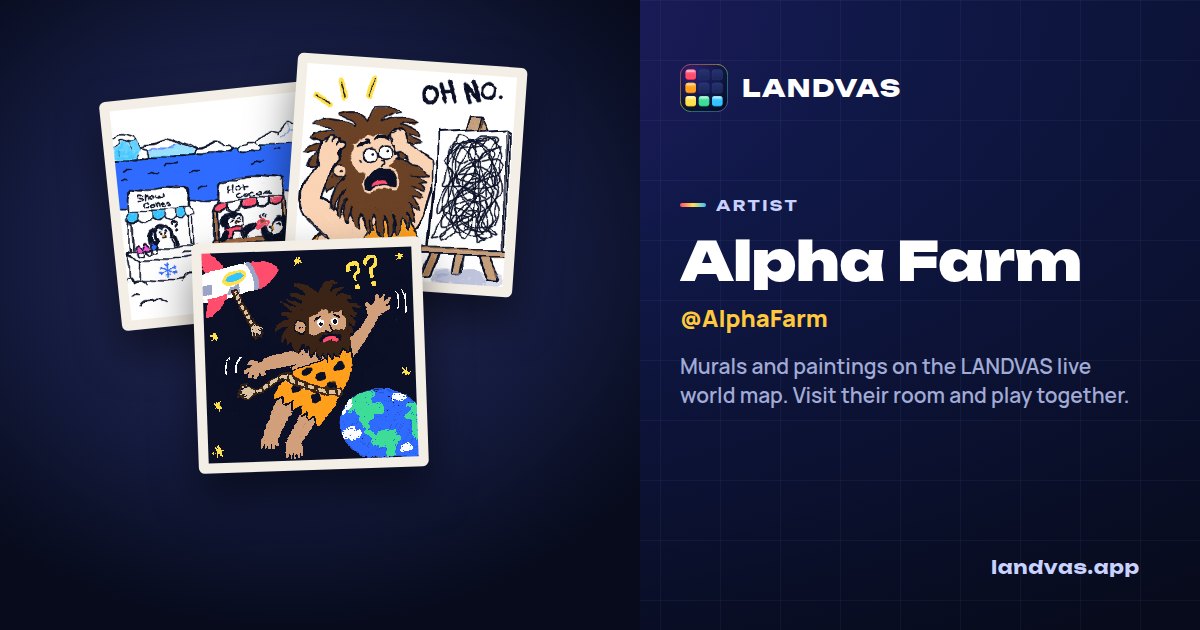 OH NO.
Snow
Cones
Hot
Cocoa
?
??
LANDVAS
ARTIST
Alpha Farm
@AlphaFarm
Murals and paintings on the LANDVAS live
world map. Visit their room and play together.
landvas.app